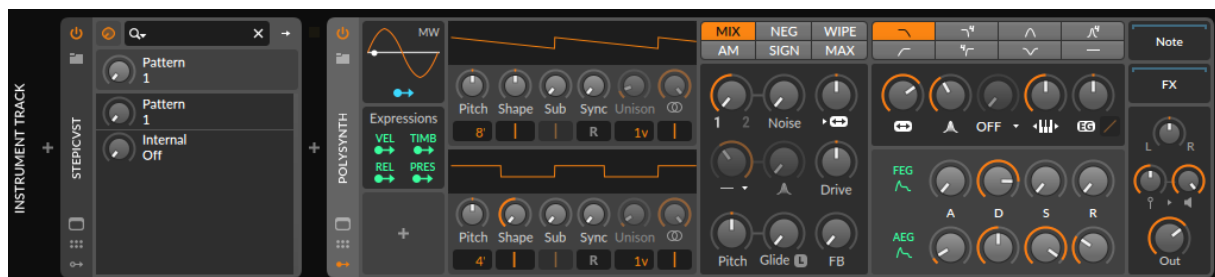 INSTRUMENT TRACK
+
STEPICVST
×
Pattern
1
Pattern
1
Internal
Off
+
POLYSYNTH
MW
Expressions
VEL TIMB
REL PRES
+
Pitch Shape Sub Sync Unison
8' R 1v
Pitch Shape Sub Sync Unison
4' R 1v
MIX NEG WIPE
AM SIGN MAX
1 2 Noise
Drive
Pitch Glide L FB
OFF EG
FEG
A D S R
AEG
Note
FX
L R
Out